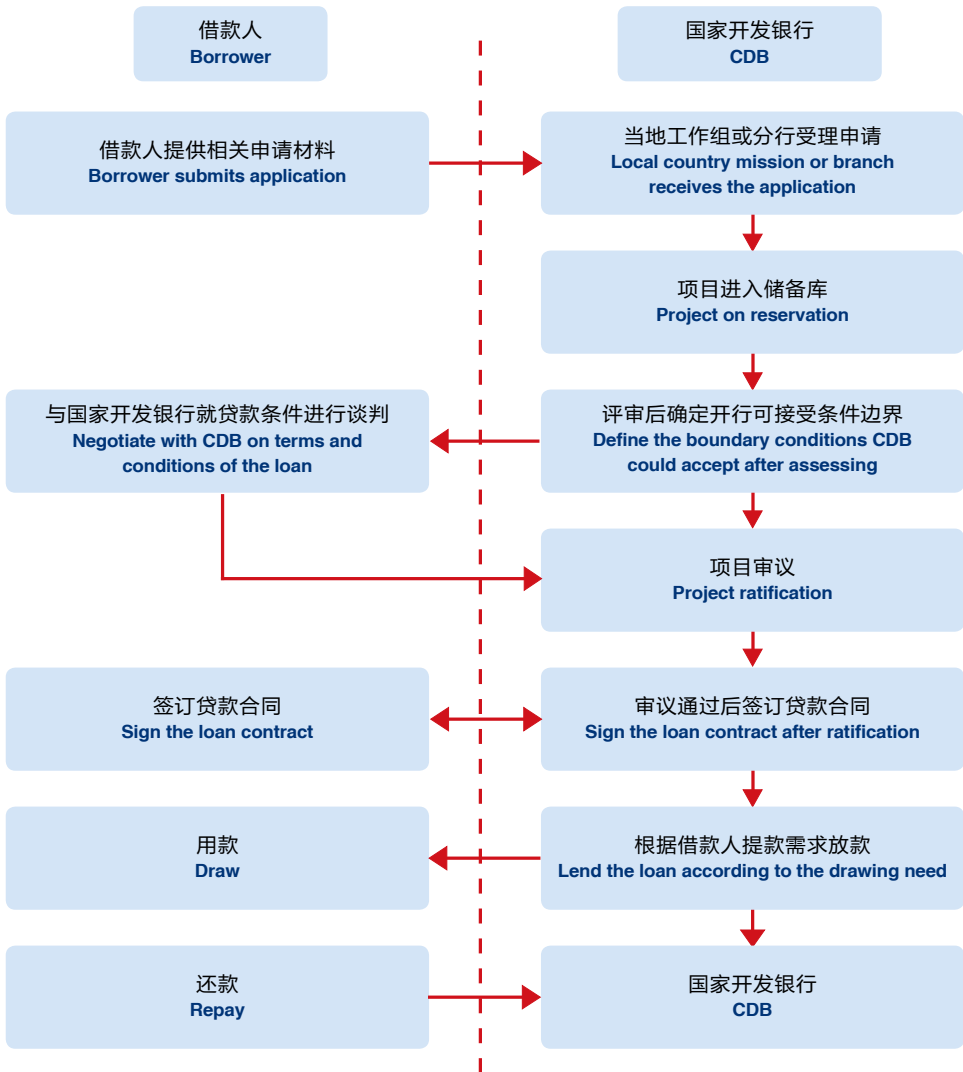 借款人
Borrower
国家开发银行
CDB
借款人提供相关申请材料
Borrower submits application
当地工作组或分行受理申请
Local country mission or branch
receives the application
项目进入储备库
Project on reservation
与国家开发银行就贷款条件进行谈判
Negotiate with CDB on terms and
conditions of the loan
评审后确定开行可接受条件边界
Define the boundary conditions CDB
could accept after assessing
项目审议
Project ratification
签订贷款合同
Sign the loan contract
审议通过后签订贷款合同
Sign the loan contract after ratification
用款
Draw
根据借款人提款需求放款
Lend the loan according to the drawing need
还款
Repay
国家开发银行
CDB